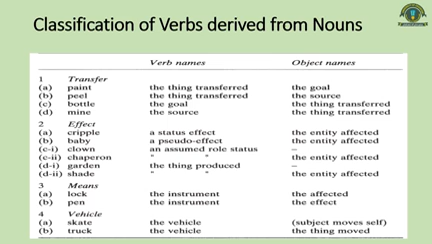 Classification of Verbs derived from Nouns
Verb names Object names
1 Transfer
(a) paint the thing transferred the goal
(b) peel the thing transferred the source
(c) bottle the goal the thing transferred
(d) mine the source the thing transferred
2 Effect
(a) cripple a status effect the entity affected
(b) baby a pseudo-effect the entity affected
(c-i) clown an assumed role status –
(c-ii) chaperon " " the entity affected
(d-i) garden the thing produced –
(d-ii) shade " " the entity affected
3 Means
(a) lock the instrument the affected
(b) pen the instrument the effect
4 Vehicle
(a) skate the vehicle (subject moves self)
(b) truck the vehicle the thing moved